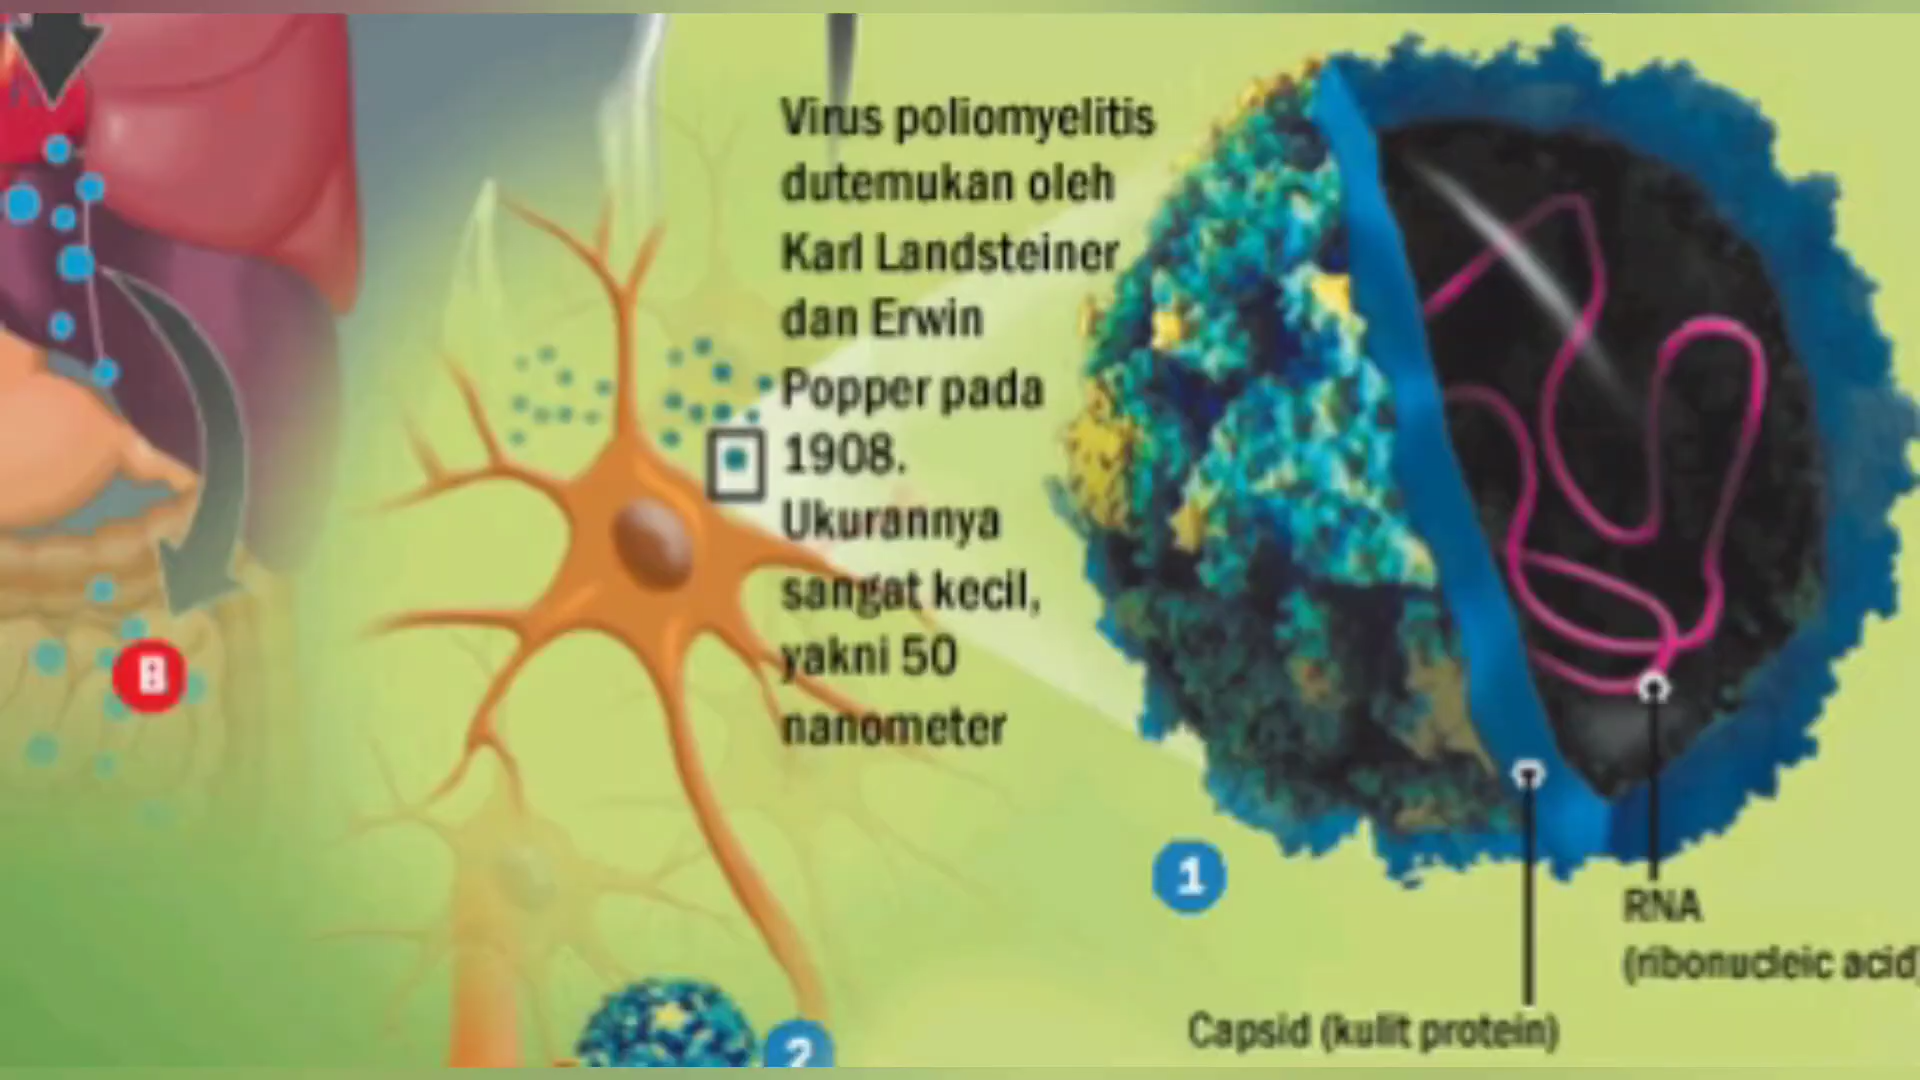 Virus poliomyelitis
dutemukan oleh
Karl Landsteiner
dan Erwin
Popper pada
1908.
Ukurannya
sangat kecil,
yakni 50
nanometer
B
1
RNA
(ribonucleic acid)
Capsid (kulit protein)
2